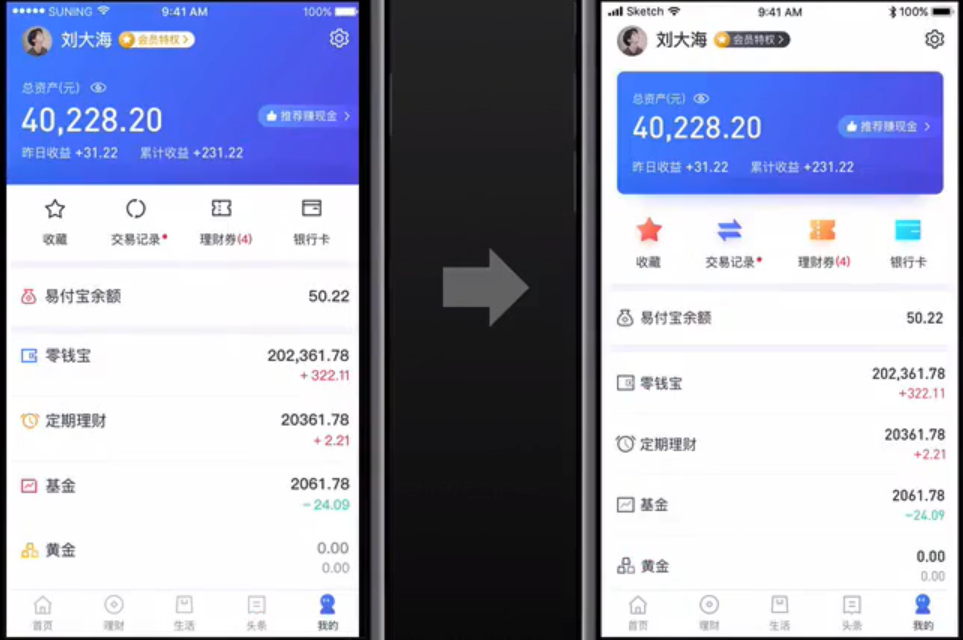 SUNING 9:41 AM 100%
刘大海 会员特权
总资产(元)
40,228.20
推荐赚现金
昨日收益 +31.22 累计收益 +231.22
收藏 交易记录 理财券(4) 银行卡
易付宝余额 50.22
零钱宝 202,361.78
+322.11
定期理财 20361.78
+2.21
基金 2061.78
-24.09
黄金 0.00
0.00
首页 理财 生活 头条 我的
Sketch 9:41 AM 100%
刘大海 会员特权
总资产(元)
40,228.20
推荐赚现金
昨日收益 +31.22 累计收益 +231.22
收藏 交易记录 理财券(4) 银行卡
易付宝余额 50.22
零钱宝 202,361.78
+322.11
定期理财 20361.78
+2.21
基金 2061.78
-24.09
黄金 0.00
0.00
首页 理财 生活 头条 我的